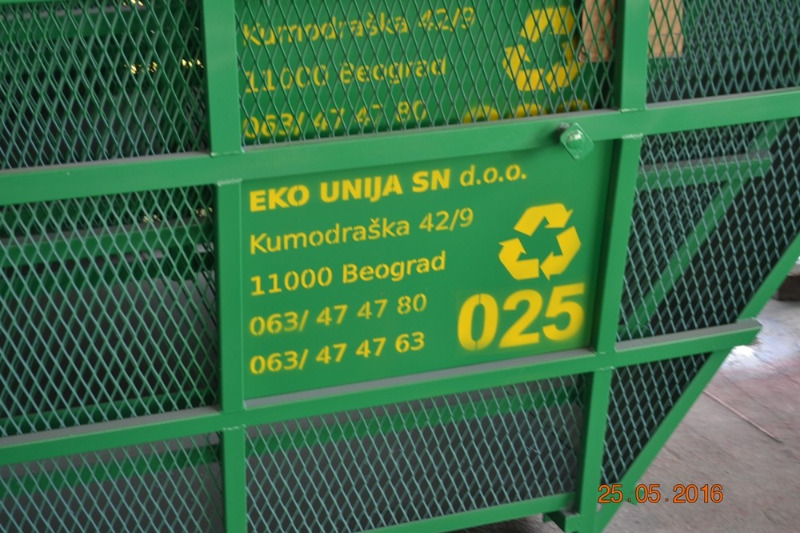 Kumodraška 42/9
11000 Beograd
063/ 47 47 80
EKO UNIJA SN d.o.o.
Kumodraška 42/9
11000 Beograd
063/ 47 47 80
063/ 47 47 63
025
25.05.2016